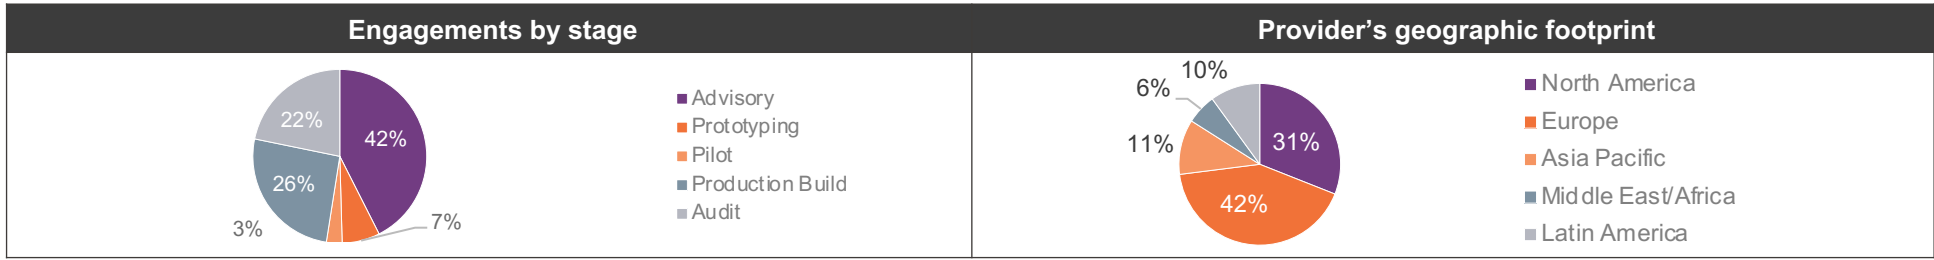 Engagements by stage
42%
7%
3%
26%
22%
Advisory
Prototyping
Pilot
Production Build
Audit
Provider's geographic footprint
31%
42%
11%
6%
10%
North America
Europe
Asia Pacific
Middle East/Africa
Latin America